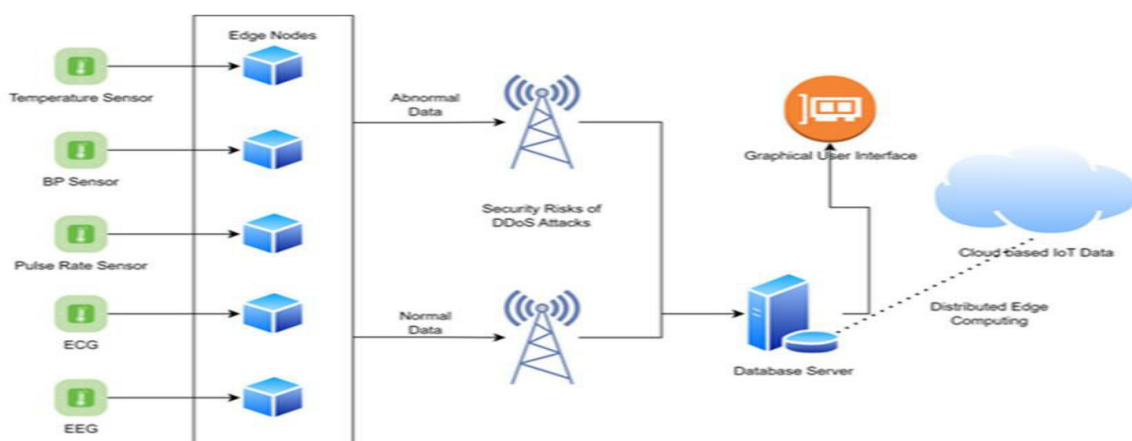 Edge Nodes
Temperature Sensor
BP Sensor
Pulse Rate Sensor
ECG
EEG
Abnormal
Data
Security Risks of
DDoS Attacks
Normal
Data
Graphical User Interface
Cloud based IoT Data
Distributed Edge
Computing
Database Server